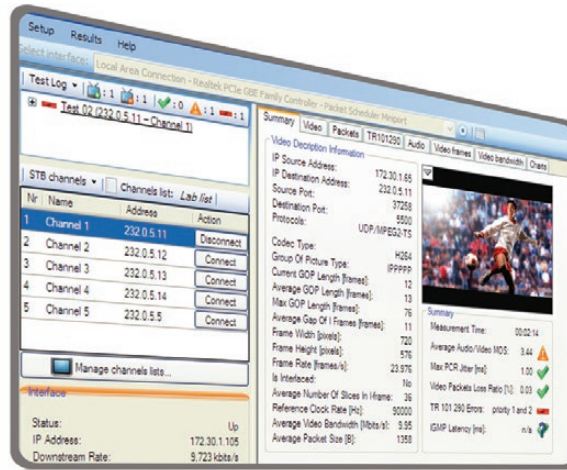 Setup Results Help
Select interface: Local Area Connection - Realtek PCIe GBE Family Controller - Packet Scheduler Miniport
Test Log :1 :1 :0 :1 :1
Test 02 (232.0.5.11 - Channel 1)
STB channels Channels list: Lab list
Nr Name Address Action
1 Channel 1 232.0.5.11 Disconnect
2 Channel 2 232.0.5.12 Connect
3 Channel 3 232.0.5.13 Connect
4 Channel 4 232.0.5.14 Connect
5 Channel 5 232.0.5.5 Connect
Manage channels lists...
Interface
Status: Up
IP Address: 172.30.1.105
Downstream Rate: 9,723 kbits/s
Summary Video Packets TR101290 Audio Video frames Video bandwidth Charts
Video Decription Information
IP Source Address: 172.30.1.65
IP Destination Address: 232.0.5.11
Source Port: 37258
Destination Port: 5500
Protocols: UDP/MPEG2-TS
Codec Type: H264
Group Of Picture Type: IPPPPP
Current GOP Length [frames]: 12
Average GOP Length [frames]: 13
Max GOP Length [frames]: 76
Average Gap Of I Frames [frames]: 11
Frame Width [pixels]: 720
Frame Height [pixels]: 576
Frame Rate [frames/s]: 23.976
Is Interlaced: No
Average Number Of Slices In I-frame: 36
Reference Clock Rate [Hz]: 90000
Average Video Bandwidth [Mbits/s]: 9.95
Average Packet Size [B]: 1358
Summary
Measurement Time: 00:02:14
Average Audio/Video MOS: 3.44
Max PCR Jitter [ms]: 1.00
Video Packets Loss Ratio [%]: 0.03
TR 101 290 Errors: priority 1 and 2
IGMP Latency [ms]: n/a